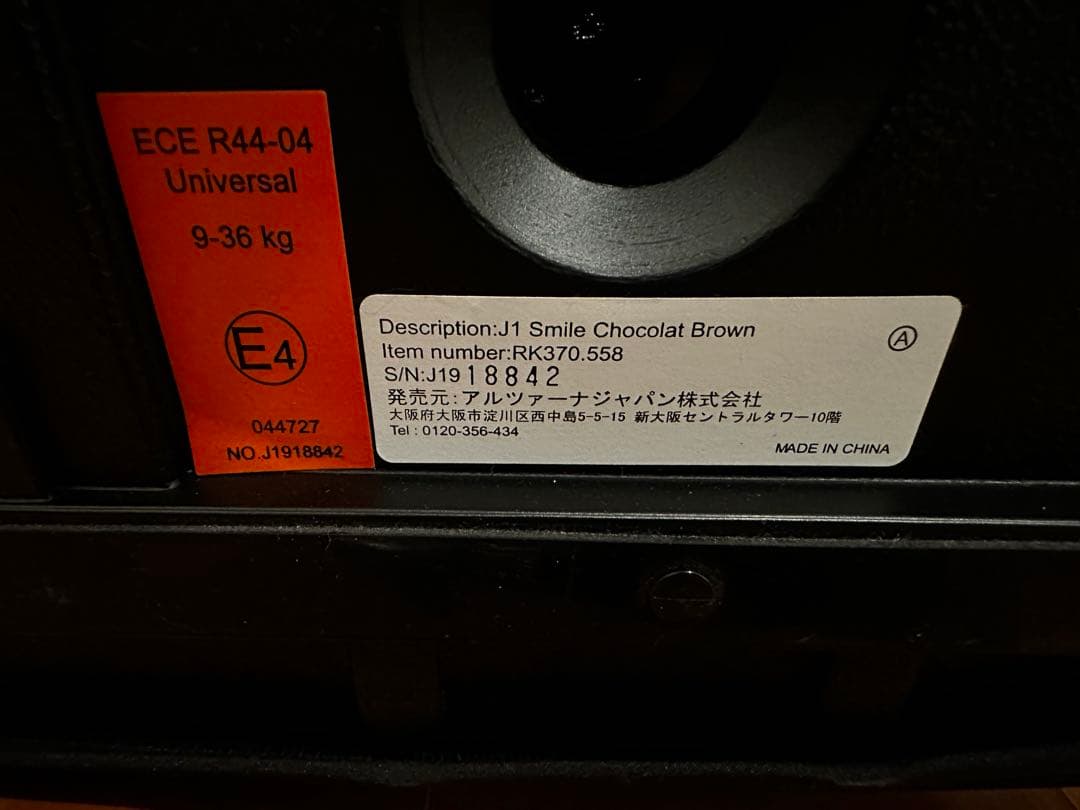 ECE R44-04
Universal
9-36 kg
E4
044727
NO.J1918842
Description:J1 Smile Chocolat Brown
Item number:RK370.558
S/N:J1918842
発売元:アルツァーナジャパン株式会社
大阪府大阪市淀川区西中島5-5-15 新大阪セントラルタワー10階
Tel : 0120-356-434
A
MADE IN CHINA